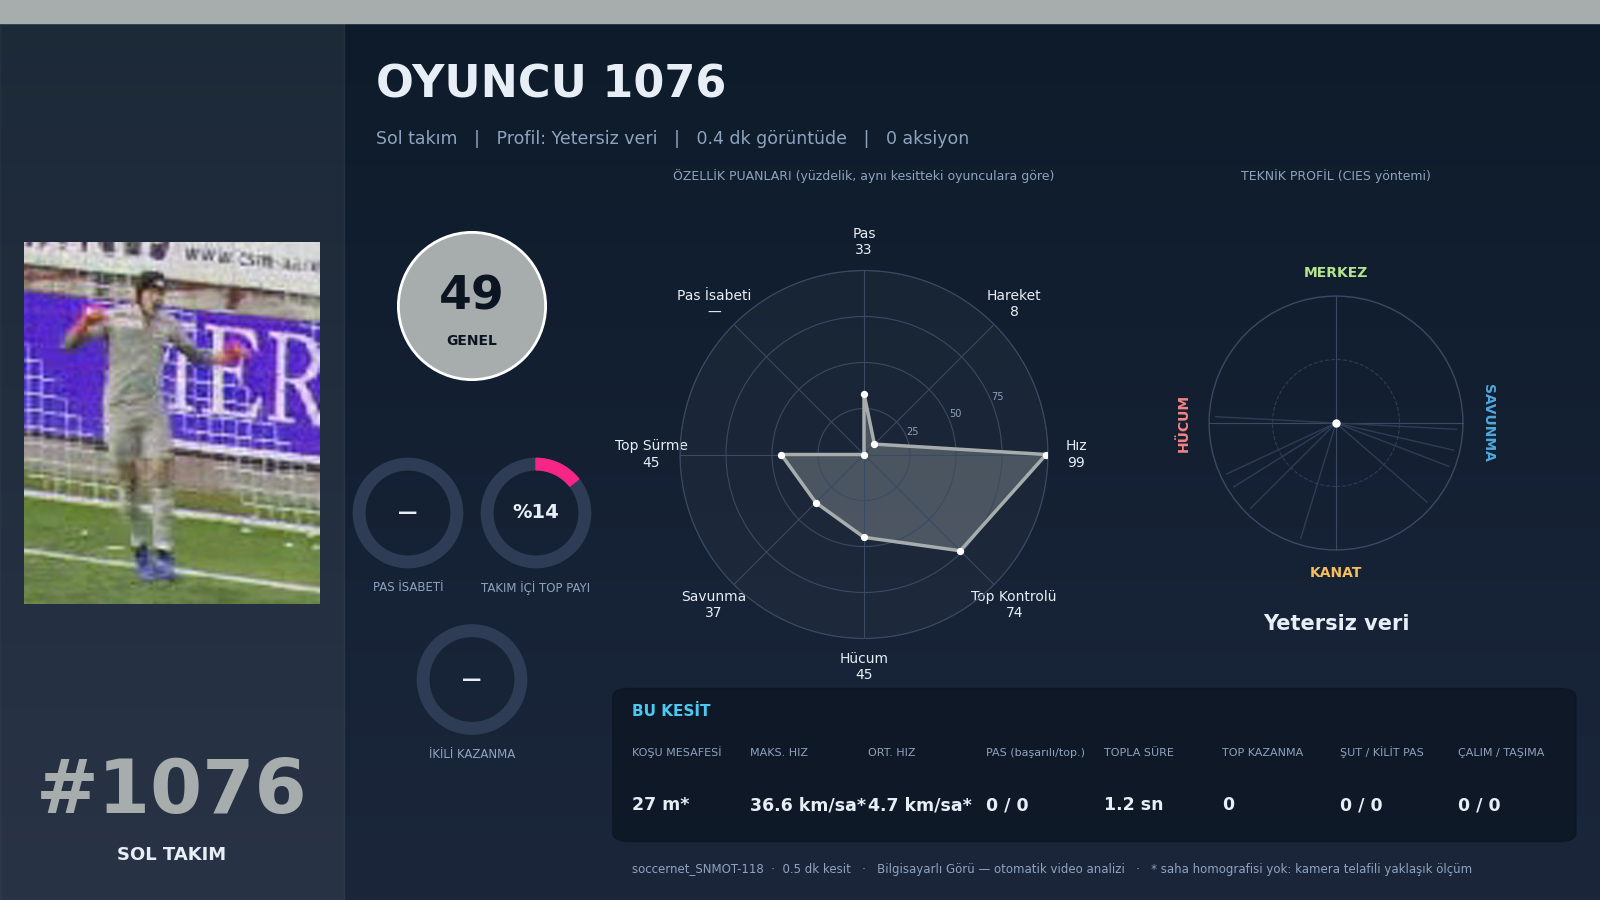 OYUNCU 1076
Sol takım | Profil: Yetersiz veri | 0.4 dk görüntüde | 0 aksiyon
ÖZELLİK PUANLARI (yüzdelik, aynı kesitteki oyunculara göre)
TEKNİK PROFİL (CIES yöntemi)
www.csm
TER
49
GENEL
—
PAS İSABETİ
%14
TAKIM İÇİ TOP PAYI
—
İKİLİ KAZANMA
Pas
33
Hareket
8
Hız
99
Top Kontrolü
74
Hücum
45
Savunma
37
Top Sürme
45
Pas İsabeti
—
25
50
75
MERKEZ
HÜCUM
SAVUNMA
KANAT
Yetersiz veri
#1076
SOL TAKIM
BU KESİT
KOŞU MESAFESİ MAKS. HIZ ORT. HIZ PAS (başarılı/top.) TOPLA SÜRE TOP KAZANMA ŞUT / KİLİT PAS ÇALIM / TAŞIMA
27 m* 36.6 km/sa* 4.7 km/sa* 0 / 0 1.2 sn 0 0 / 0 0 / 0
soccernet_SNMOT-118 · 0.5 dk kesit · Bilgisayarlı Görü — otomatik video analizi · * saha homografisi yok: kamera telafili yaklaşık ölçüm